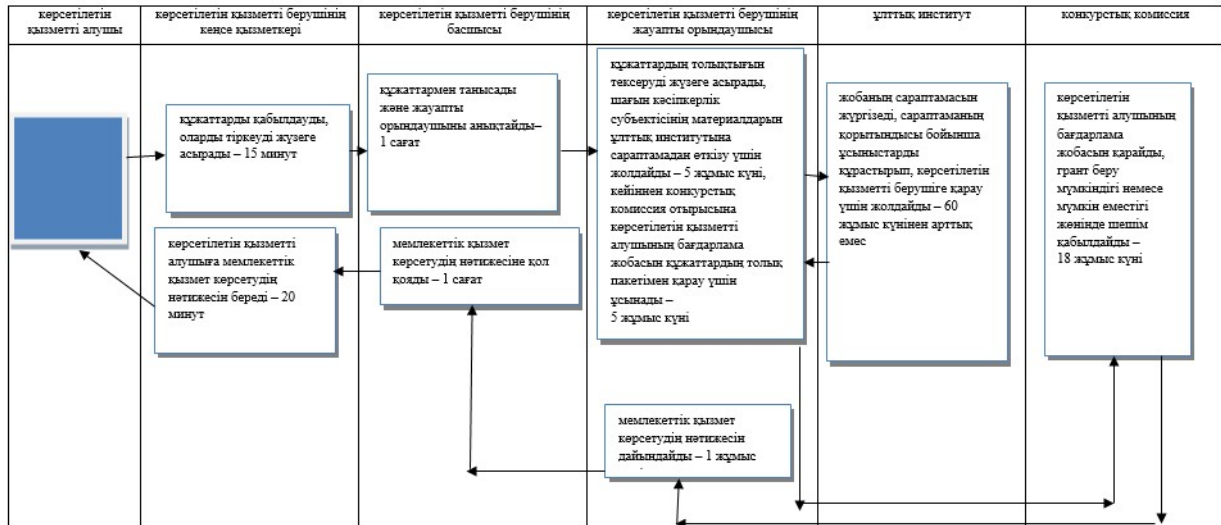 көрсетілетін
қызметті алушы
көрсетілетін қызметті берушінің
кеңсе қызметкері
көрсетілетін қызметті берушінің
басшысы
көрсетілетін қызметті берушінің
жауапты орындаушысы
ұлттық институт
конкурстық комиссия
құжаттарды қабылдауды,
оларды тіркеуді жүзеге
асырады – 15 минут
құжаттармен танысады
және жауапты
орындаушыны анықтайды–
1 сағат
құжаттардың толықтығын
тексеруді жүзеге асырады,
шағын кәсіпкерлік
субъектісінің материалдарын
ұлттық институтына
сараптамадан өткізу үшін
жолдайды – 5 жұмыс күні,
кейіннен конкурстық
комиссия отырысына
көрсетілетін қызметті
алушының бағдарлама
жобасын құжаттардың толық
пакетімен қарау үшін
ұсынады –
5 жұмыс күні
жобаның сараптамасын
жүргізеді, сараптаманың
қорытындысы бойынша
ұсыныстарды
құрастырып, көрсетілетін
қызметті берушіге қарау
үшін жолдайды – 60
жұмыс күнінен арттық
емес
көрсетілетін
қызметті алушының
бағдарлама
жобасын қарайды,
грант беру
мүмкіндігі немесе
мүмкін еместігі
жөнінде шешім
қабылдайды –
18 жұмыс күні
көрсетілетін қызметті
алушыға мемлекеттік
қызмет көрсетудің
нәтижесін береді – 20
минут
мемлекеттік қызмет
көрсетудің нәтижесіне қол
қояды – 1 сағат
мемлекеттік қызмет
көрсетудің нәтижесін
дайындайды – 1 жұмыс